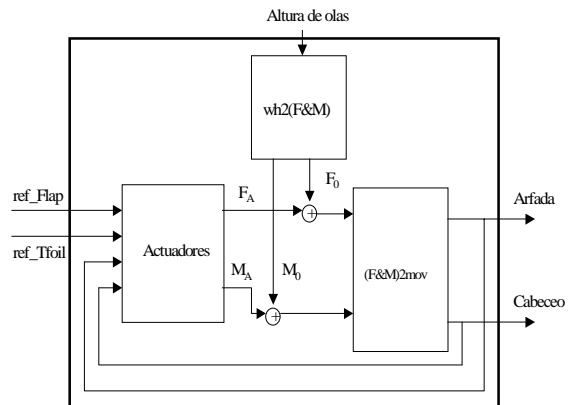 Altura de olas
wh2(F&M)
ref_Flap
F_A
F_0
Arfada
ref_Tfoil
Actuadores
M_A
M_0
(F&M)2mov
Cabeceo
+
+